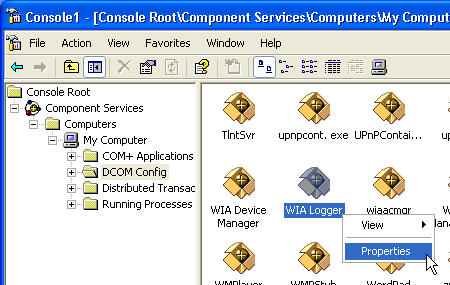 Console1 - [Console Root\Component Services\Computers\My Compu
File Action View Favorites Window Help
Console Root
Component Services
Computers
My Computer
COM+ Applications
DCOM Config
Distributed Transac
Running Processes
TlntSvr upnpcont. exe UPnPContai...
WIA Device Manager WIA Logger wiaacmgr
View
Properties
WMPlayer WMPStub WordPad